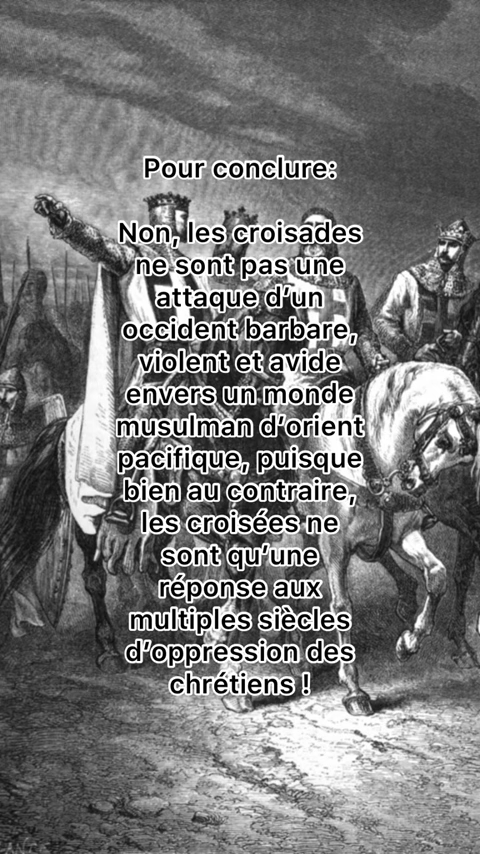 Pour conclure:
Non, les croisades
ne sont pas une
attaque d’un
occident barbare,
violent et avide
envers un monde
musulman d’orient
pacifique, puisque
bien au contraire,
les croisées ne
sont qu’une
réponse aux
multiples siècles
d’oppression des
chrétiens !